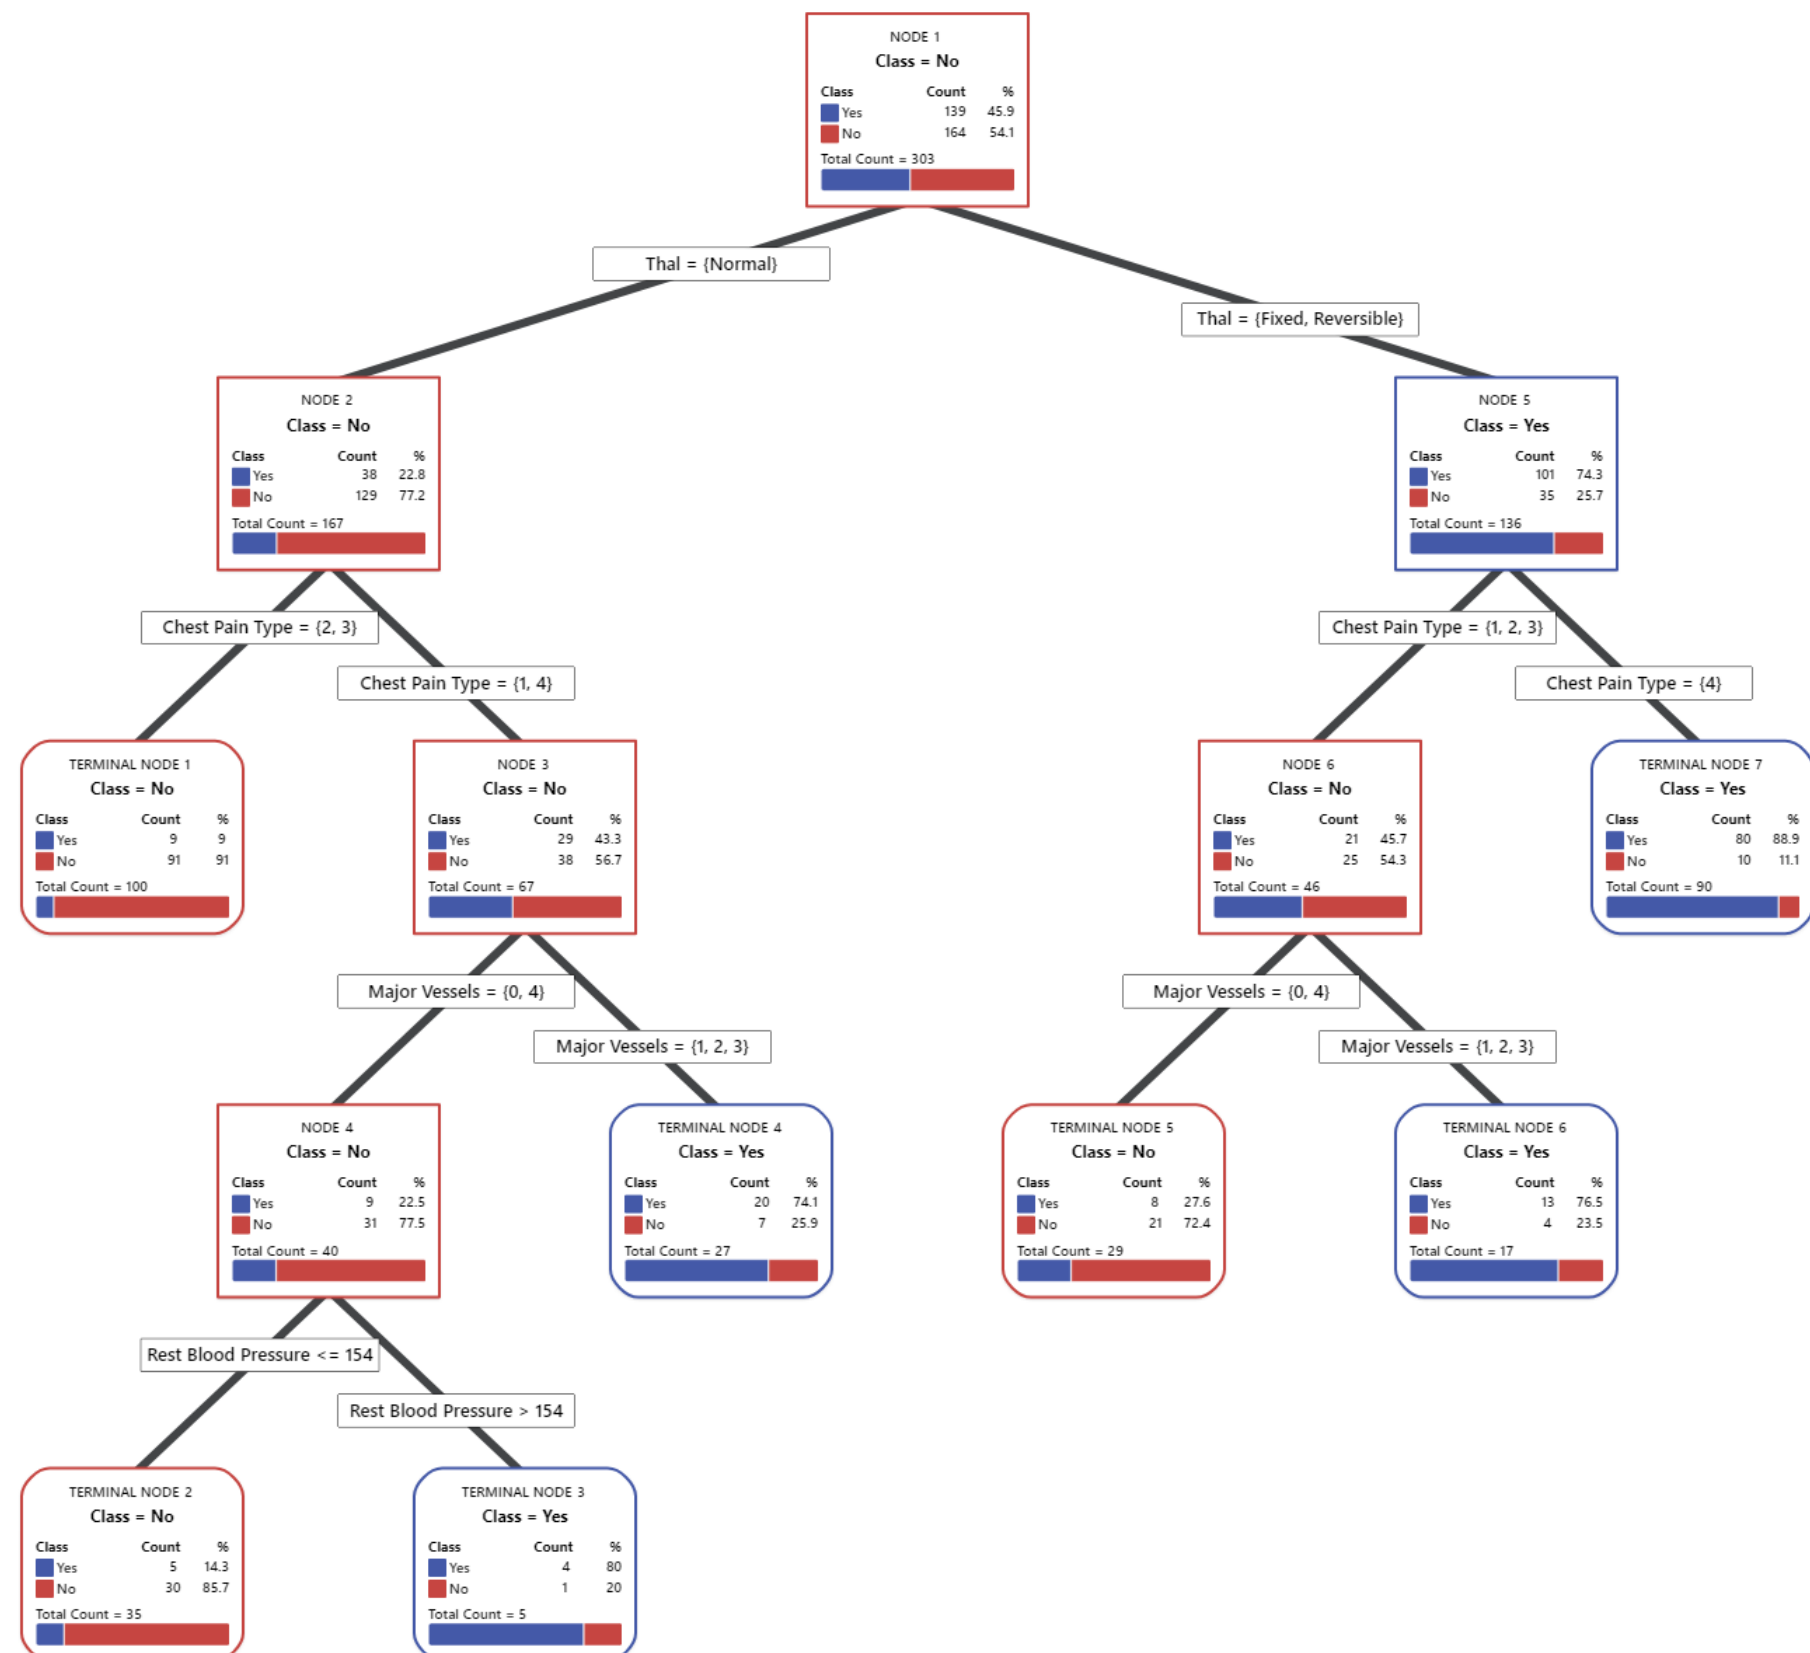 NODE 1
Class = No
Class Count %
Yes 139 45.9
No 164 54.1
Total Count = 303
Thal = {Normal}
Thal = {Fixed, Reversible}
NODE 2
Class = No
Class Count %
Yes 38 22.8
No 129 77.2
Total Count = 167
NODE 5
Class = Yes
Class Count %
Yes 101 74.3
No 35 25.7
Total Count = 136
Chest Pain Type = {2, 3}
Chest Pain Type = {1, 4}
Chest Pain Type = {1, 2, 3}
Chest Pain Type = {4}
TERMINAL NODE 1
Class = No
Class Count %
Yes 9 9
No 91 91
Total Count = 100
NODE 3
Class = No
Class Count %
Yes 29 43.3
No 38 56.7
Total Count = 67
NODE 6
Class = No
Class Count %
Yes 21 45.7
No 25 54.3
Total Count = 46
TERMINAL NODE 7
Class = Yes
Class Count %
Yes 80 88.9
No 10 11.1
Total Count = 90
Major Vessels = {0, 4}
Major Vessels = {1, 2, 3}
Major Vessels = {0, 4}
Major Vessels = {1, 2, 3}
NODE 4
Class = No
Class Count %
Yes 9 22.5
No 31 77.5
Total Count = 40
TERMINAL NODE 4
Class = Yes
Class Count %
Yes 20 74.1
No 7 25.9
Total Count = 27
TERMINAL NODE 5
Class = No
Class Count %
Yes 8 27.6
No 21 72.4
Total Count = 29
TERMINAL NODE 6
Class = Yes
Class Count %
Yes 13 76.5
No 4 23.5
Total Count = 17
Rest Blood Pressure <= 154
Rest Blood Pressure > 154
TERMINAL NODE 2
Class = No
Class Count %
Yes 5 14.3
No 30 85.7
Total Count = 35
TERMINAL NODE 3
Class = Yes
Class Count %
Yes 4 80
No 1 20
Total Count = 5